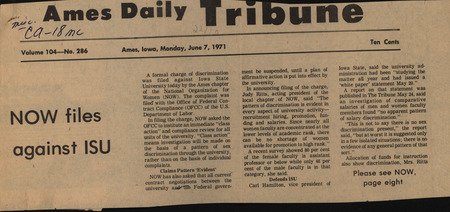 misc.
CA-18mc
Ames Daily Tribune
Volume 104—No. 286
Ames, Iowa, Monday, June 7, 1971
Ten Cents
NOW files
against ISU
A formal charge of discrimination
was filed against Iowa State
University today by the Ames chapter
of the National Organization for
Women (NOW). The complaint was
filed with the Office of Federal Con-
tract Compliance (OFCC) of the U.S.
Department of Labor.
In filing the charge, NOW asked the
OFCC to institute an immediate "class
action" and compliance review for all
units of the university. "Class action"
means investigation will be made on
the basis of a pattern of sex
discrimination through the university,
rather than on the basis of individual
complaints.
Claims Pattern 'Evident'
NOW has also asked that all current
contract negotiations between the
university and the Federal govern-
ment be suspended, until a plan of
affirmative action is put into effect by
the university.
In announcing filing of the charge,
Judy Ritts, acting president of the
local chapter of NOW, said "The
pattern of discrimination is evident in
every aspect of university activity—
recruitment, hiring, promotion, fun-
ding and salaries. Since nearly all
women faculty are concentrated at the
lower levels of academic rank, there
will be no shortage of women
available for promotion to high rank."
A recent survey showed 80 per cent
of the female faculty is assistant
professor or below while only 48 per
cent of the male faculty is in that
category, she said.
Defends ISU
Carl Hamilton, vice president of
Iowa State, said the university ad-
ministration had been "studying the
matter all year and had issued a
'white paper' statement May 26."
A report on that statement was
published in The Tribune May 26, said
an investigation of comparative
salaries of men and women faculty
members found "no apparent pattern
of salary discrimination."
"This is not to say there is no sex
discrimination present," the report
said, "but at worst it is suggested only
in a few isolated situations; there is no
evidence of any general pattern of that
sort."
Allocation of funds for instruction
also show discrimination, Mrs. Ritts
Please see NOW,
page eight